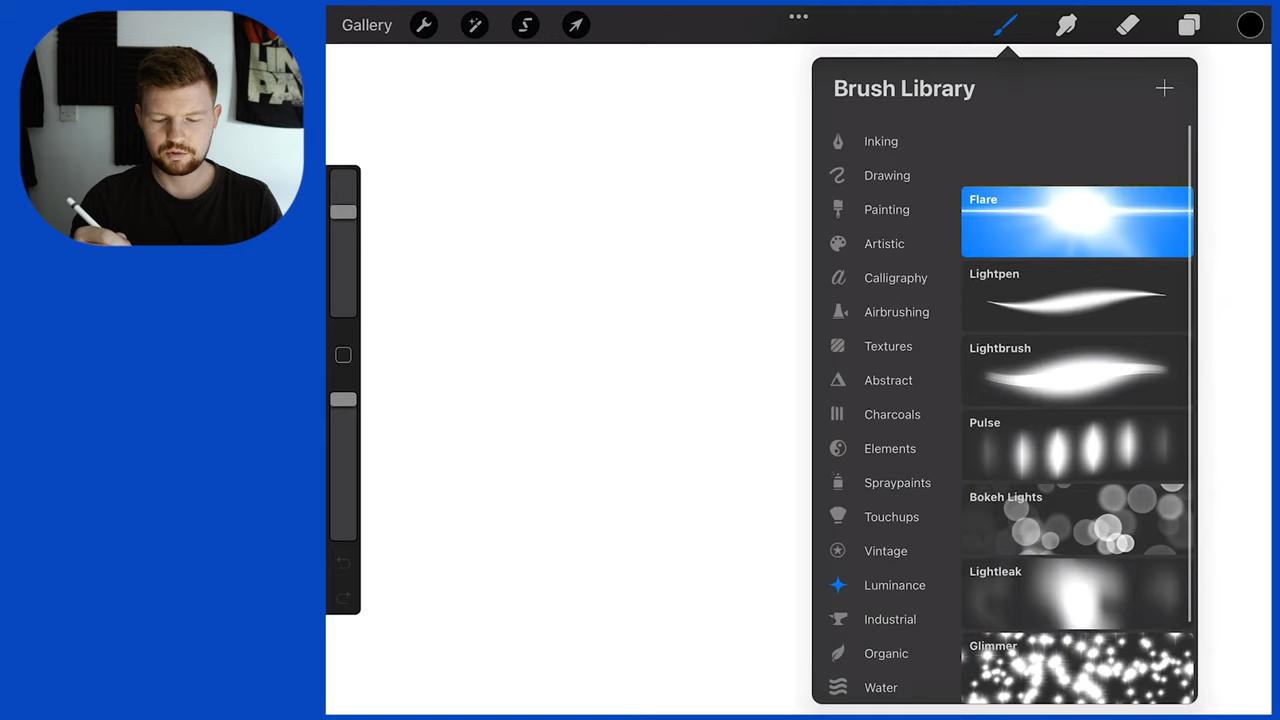 Gallery
Brush Library
Inking
Drawing
Painting
Artistic
Calligraphy
Airbrushing
Textures
Abstract
Charcoals
Elements
Spraypaints
Touchups
Vintage
Luminance
Industrial
Organic
Water
Flare
Lightpen
Lightbrush
Pulse
Bokeh Lights
Lightleak
Glimmer